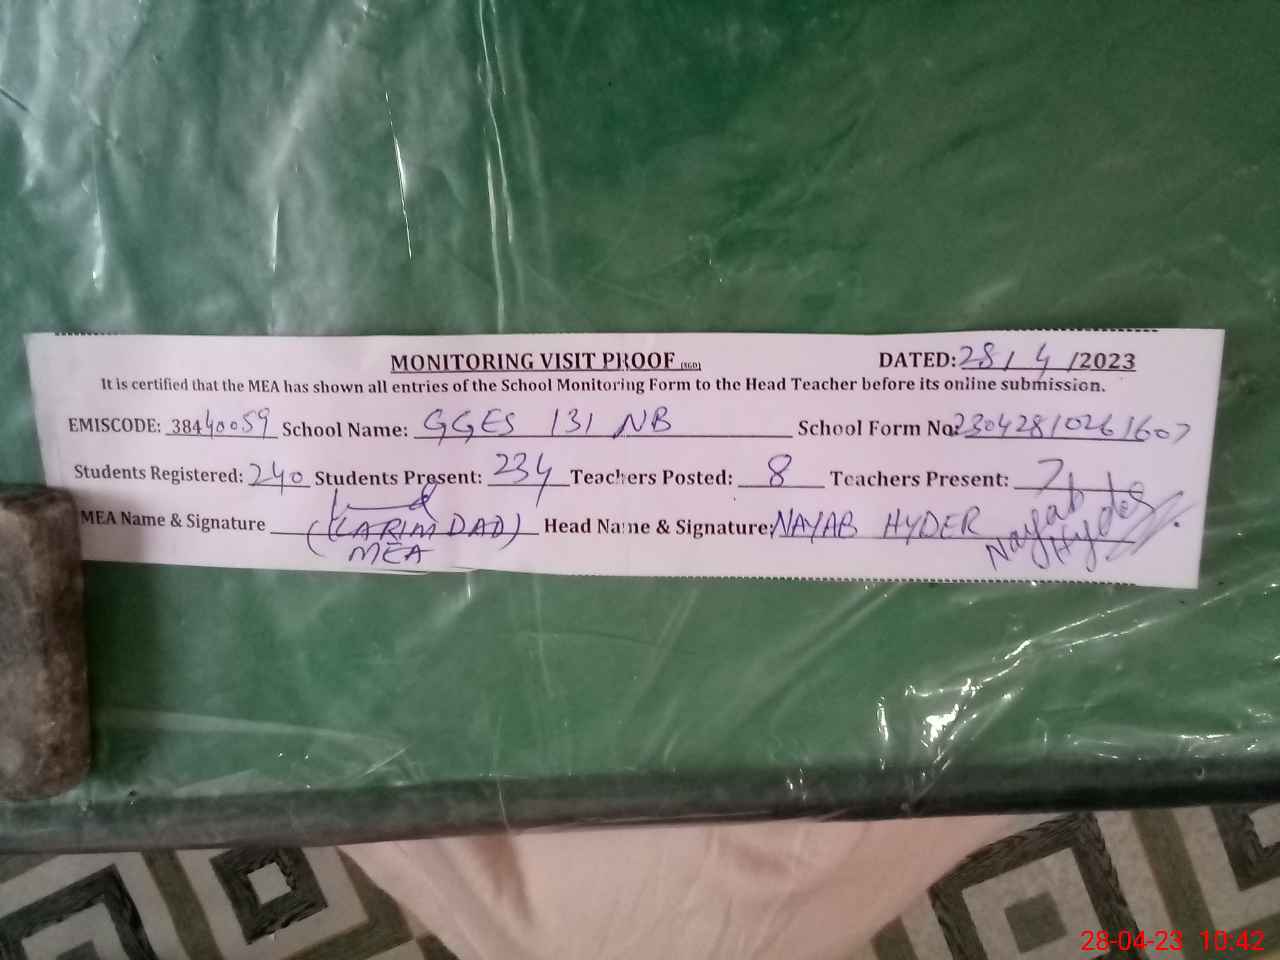 MONITORING VISIT PROOF (SGD) DATED: 28 / 4 /2023
It is certified that the MEA has shown all entries of the School Monitoring Form to the Head Teacher before its online submission.
EMISCODE: 38440059 School Name: GGES 131 NB School Form No. 23042810261607
Students Registered: 240 Students Present: 234 Teachers Posted: 8 Teachers Present: 7
MEA Name & Signature (KARIM DAD) Head Name & Signature: NAYAB HYDER Nayab Hyder
MEA
28-04-23 10:42